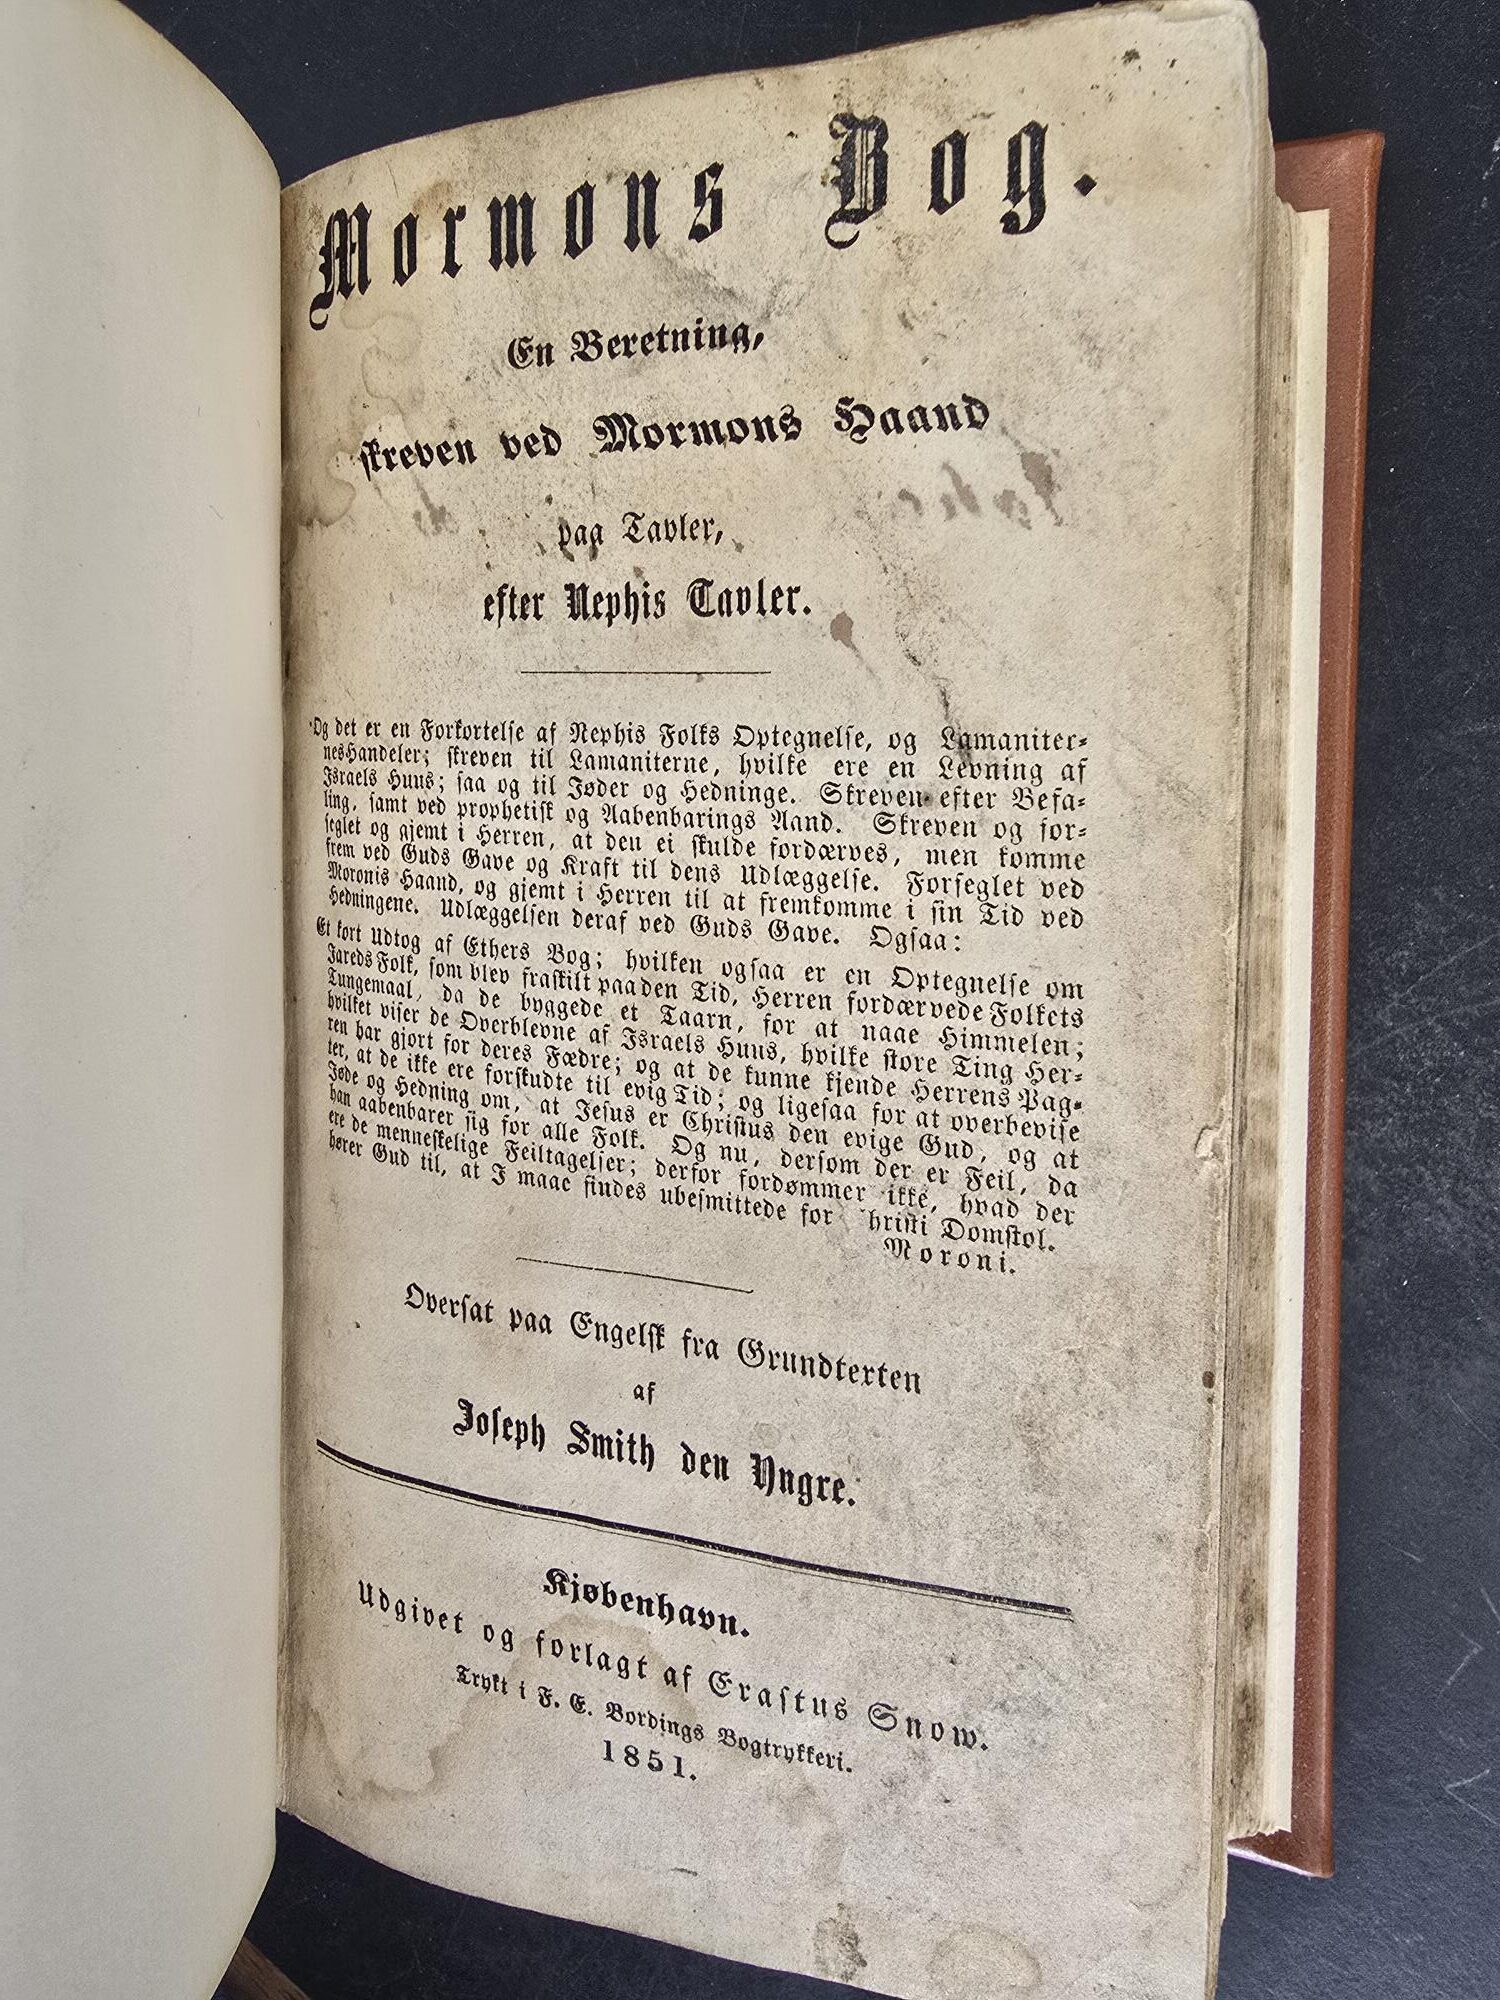 Mormons Bog.
En Beretning,
skreven ved Mormons Haand
paa Tavler,
efter Nephis Tavler.
Og det er en Forkortelse af Nephis Folks Optegnelse, og Lamaniter-
nes Handeler; skreven til Lamaniterne, hvilke ere en Levning af
Israels Huus; saa og til Jøder og Hedninge. Skreven efter Befa-
ling, samt ved prophetisk og Aabenbarings Aand. Skreven og for-
seglet og gjemt i Herren, at den ei skulde fordærves, men komme
frem ved Guds Gave og Kraft til dens Udlæggelse. Forseglet ved
Moronis Haand, og gjemt i Herren til at fremkomme i sin Tid ved
Hedningene. Udlæggelsen deraf ved Guds Gave. Ogsaa:
Et kort Udtog af Ethers Bog; hvilken ogsaa er en Optegnelse om
Jareds Folk, som blev fraskilt paa den Tid, Herren fordærvede Folkets
Tungemaal, da de byggede et Taarn, for at naae Himmelen;
hvilket viser de Overblevne af Israels Huus, hvilke store Ting Her-
ren har gjort for deres Fædre; og at de kunne kjende Herrens Pag-
ter, at de ikke ere forskudte til evig Tid; og ligesaa for at overbevise
Jøde og Hedning om, at Jesus er Christus den evige Gud, og at
han aabenbarer sig for alle Folk. Og nu, dersom der er Feil, da
ere de menneskelige Feiltagelser; derfor fordømmer ikke, hvad der
hører Gud til, at I maae findes ubesmittede for hristi Domstol.
Moroni.
Oversat paa Engelsk fra Grundtexten
af
Joseph Smith den Yngre.
Kjøbenhavn.
Udgivet og forlagt af Erastus Snow.
Trykt i F. E. Bordings Bogtrykkeri.
1851.